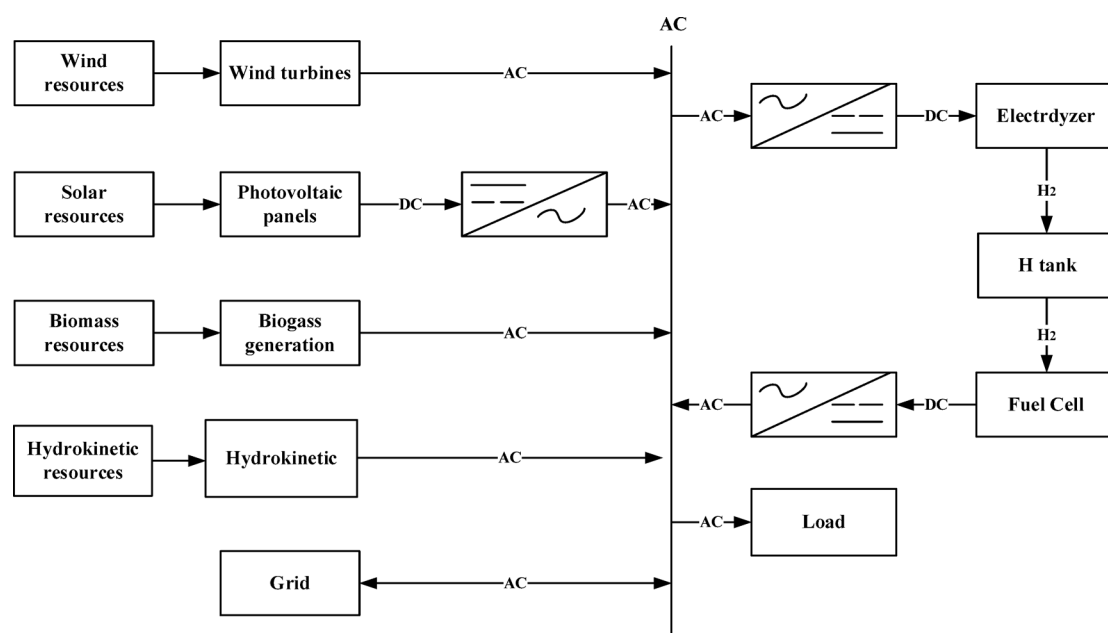 AC
Wind
resources
Wind turbines
AC
AC
DC
Electrdyzer
H2
Solar
resources
Photovoltaic
panels
DC
AC
H tank
H2
Biomass
resources
Biogass
generation
AC
AC
DC
Fuel Cell
Hydrokinetic
resources
Hydrokinetic
AC
AC
Load
Grid
AC